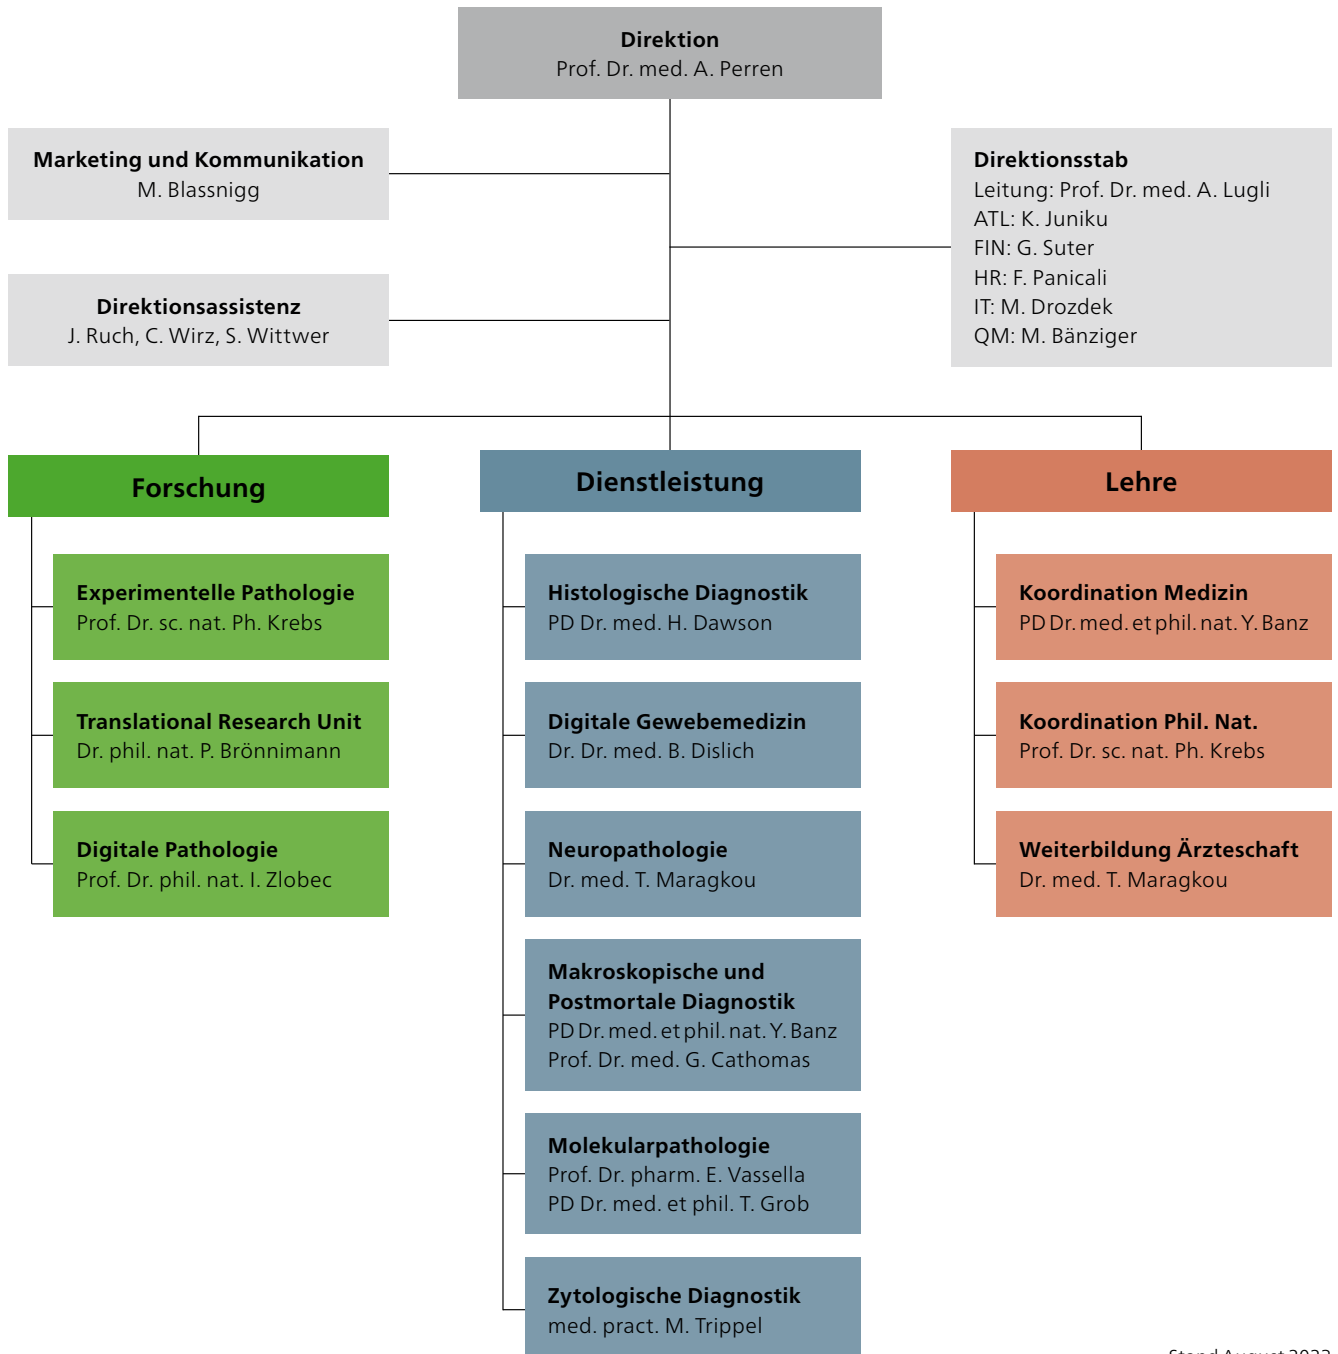 Direktion
Prof. Dr. med. A. Perren
Marketing und Kommunikation
M. Blassnigg
Direktionsstab
Leitung: Prof. Dr. med. A. Lugli
ATL: K. Juniku
FIN: G. Suter
HR: F. Panicali
IT: M. Drozdek
QM: M. Bänziger
Direktionsassistenz
J. Ruch, C. Wirz, S. Wittwer
Forschung
Experimentelle Pathologie
Prof. Dr. sc. nat. Ph. Krebs
Translational Research Unit
Dr. phil. nat. P. Brönnimann
Digitale Pathologie
Prof. Dr. phil. nat. I. Zlobec
Dienstleistung
Histologische Diagnostik
PD Dr. med. H. Dawson
Digitale Gewebemedizin
Dr. Dr. med. B. Dislich
Neuropathologie
Dr. med. T. Maragkou
Makroskopische und
Postmortale Diagnostik
PD Dr. med. et phil. nat. Y. Banz
Prof. Dr. med. G. Cathomas
Molekularpathologie
Prof. Dr. pharm. E. Vassella
PD Dr. med. et phil. T. Grob
Zytologische Diagnostik
med. pract. M. Trippel
Lehre
Koordination Medizin
PD Dr. med. et phil. nat. Y. Banz
Koordination Phil. Nat.
Prof. Dr. sc. nat. Ph. Krebs
Weiterbildung Ärzteschaft
Dr. med. T. Maragkou
Stand August